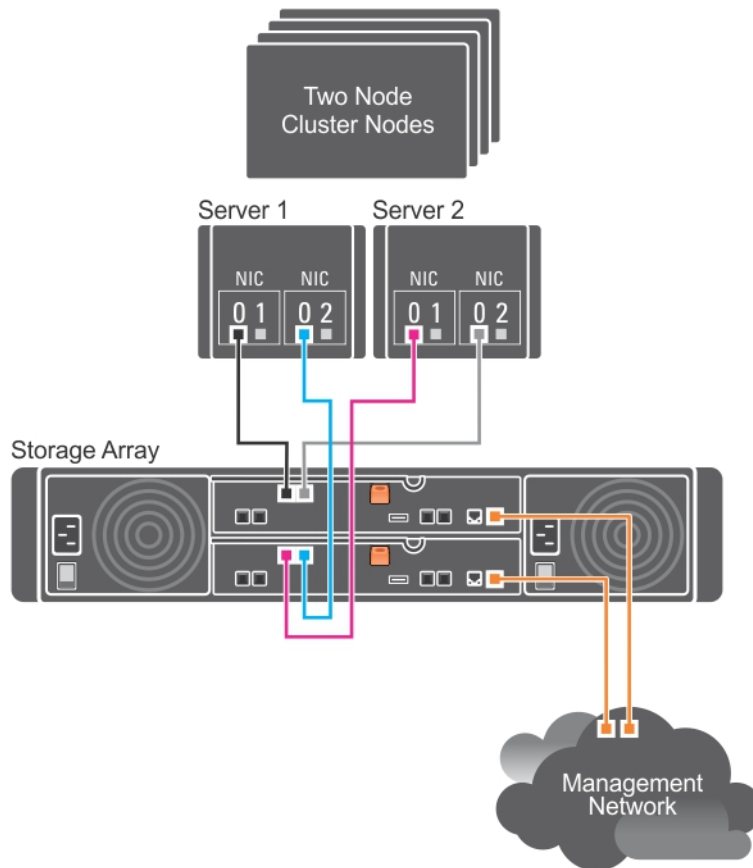 Two Node
Cluster Nodes
Server 1
Server 2
NIC NIC
0 1 0 2
NIC NIC
0 1 0 2
Storage Array
Management
Network